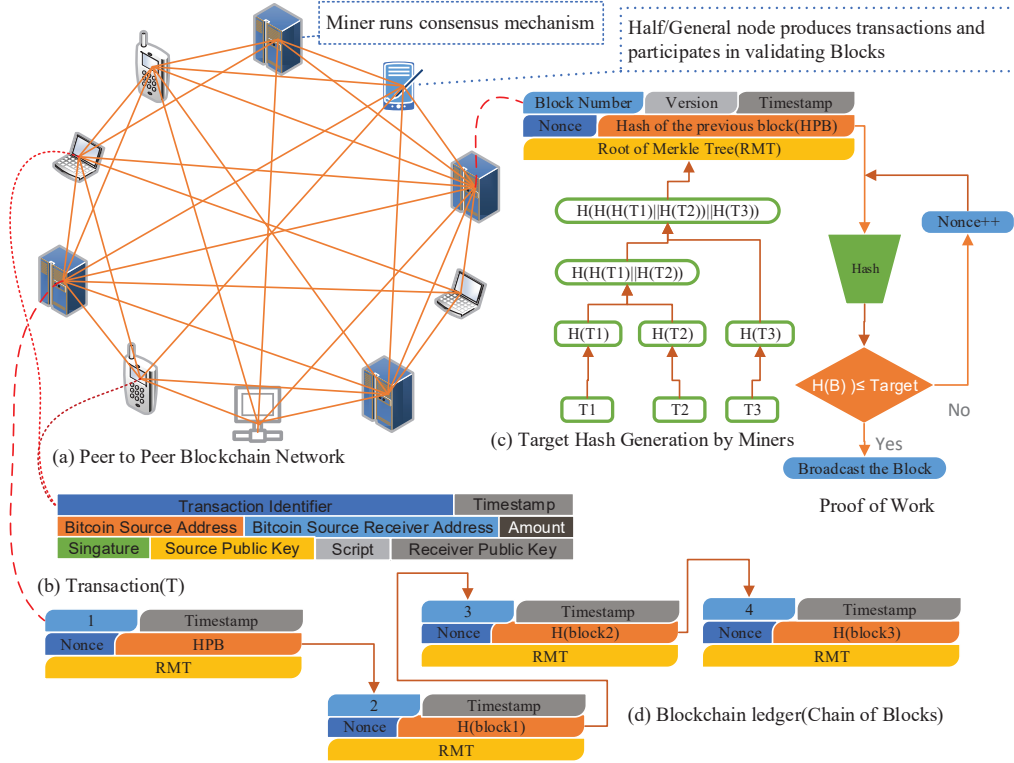 Miner runs consensus mechanism
Half/General node produces transactions and
participates in validating Blocks
Block Number
Version
Timestamp
Nonce
Hash of the previous block(HPB)
Root of Merkle Tree(RMT)
H(H(H(T1)||H(T2))||H(T3))
Nonce++
Hash
H(H(T1)||H(T2))
H(T1)
H(T2)
H(T3)
H(B) )≤ Target
No
T1
T2
T3
(c) Target Hash Generation by Miners
Yes
Broadcast the Block
Proof of Work
(a) Peer to Peer Blockchain Network
Transaction Identifier
Timestamp
Bitcoin Source Address
Bitcoin Source Receiver Address
Amount
Singature
Source Public Key
Script
Receiver Public Key
(b) Transaction(T)
1
Timestamp
Nonce
HPB
RMT
2
Timestamp
Nonce
H(block1)
RMT
3
Timestamp
Nonce
H(block2)
RMT
4
Timestamp
Nonce
H(block3)
RMT
(d) Blockchain ledger(Chain of Blocks)